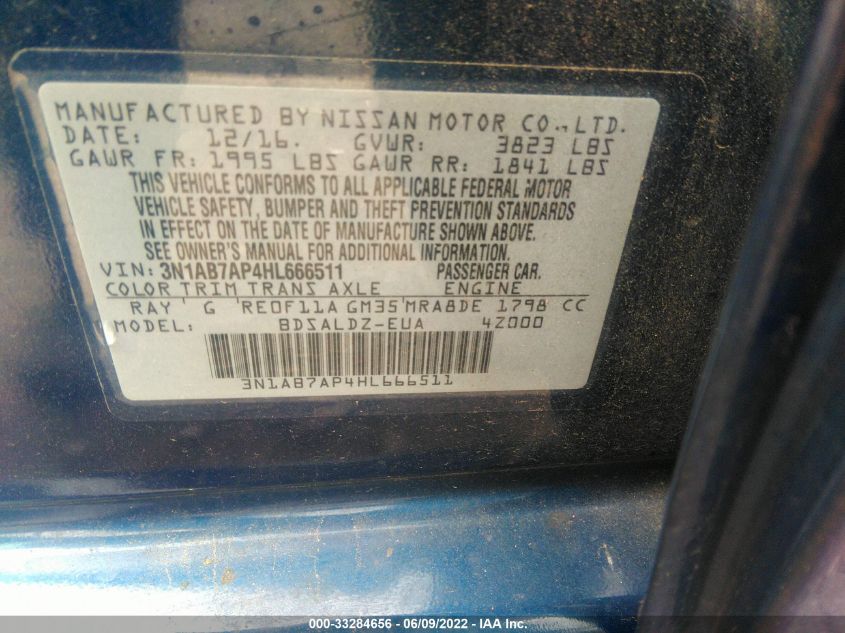 MANUFACTURED BY NISSAN MOTOR CO., LTD.
DATE: 12/16. GVWR: 3823 LBS
GAWR FR: 1995 LBS GAWR RR: 1841 LBS
THIS VEHICLE CONFORMS TO ALL APPLICABLE FEDERAL MOTOR
VEHICLE SAFETY, BUMPER AND THEFT PREVENTION STANDARDS
IN EFFECT ON THE DATE OF MANUFACTURE SHOWN ABOVE.
SEE OWNER'S MANUAL FOR ADDITIONAL INFORMATION.
VIN: 3N1AB7AP4HL666511 PASSENGER CAR.
COLOR TRIM TRANS AXLE ENGINE
RAY G RE0F11A GM35 MRA8DE 1798 CC
MODEL: BDSALDZ-EUA 4Z000
3N1AB7AP4HL666511
000-33284656 - 06/09/2022 - IAA Inc.